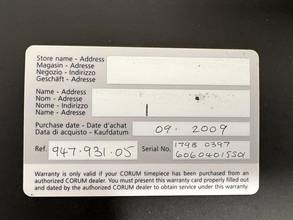 Store name - Address
Magasin - Adresse
Negozio - Indirizzo
Geschäft - Adresse
Name - Address
Nom - Adresse
Nome - Indirizzo
Name - Adresse
Purchase date - Date d'achat
Data di acquisto - Kaufdatum
09. 2009
Ref. 947.931.05
Serial No. 1798 0397
6060401SS01
Warranty is only valid if your CORUM timepiece has been purchased from an
authorized CORUM dealer. You must present this warranty card properly filled out
and dated by the authorized CORUM dealer to obtain service under this warranty.